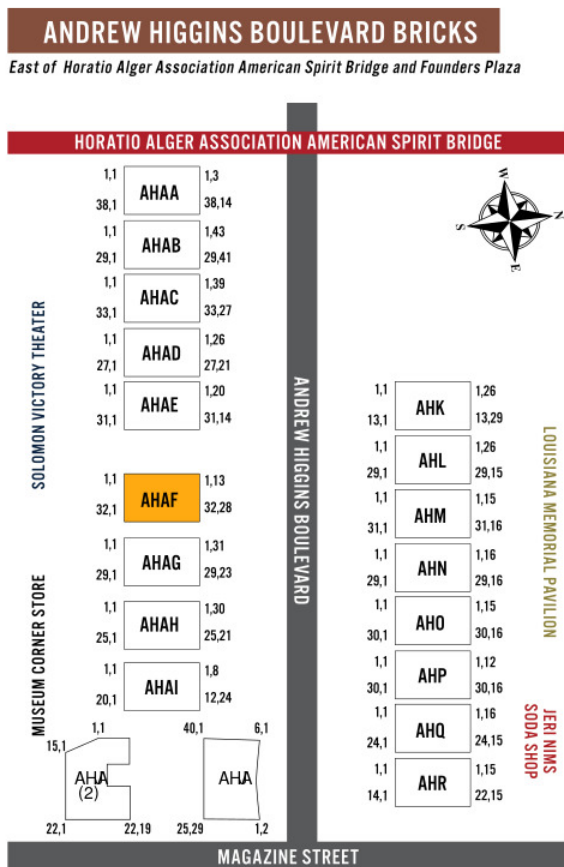 ANDREW HIGGINS BOULEVARD BRICKS
East of Horatio Alger Association American Spirit Bridge and Founders Plaza
HORATIO ALGER ASSOCIATION AMERICAN SPIRIT BRIDGE
W
N
S
E
1,1 AHAA 1,3
38,1 38,14
1,1 AHAB 1,43
29,1 29,41
1,1 AHAC 1,39
33,1 33,27
1,1 AHAD 1,26
27,1 27,21
1,1 AHAE 1,20
31,1 31,14
1,1 AHAF 1,13
32,1 32,28
1,1 AHAG 1,31
29,1 29,23
1,1 AHAH 1,30
25,1 25,21
1,1 AHAI 1,8
20,1 12,24
1,1
15,1
AHA
(2)
22,1 22,19
40,1 6,1
AHA
25,29 1,2
SOLOMON VICTORY THEATER
MUSEUM CORNER STORE
ANDREW HIGGINS BOULEVARD
1,1 AHK 1,26
13,1 13,29
1,1 AHL 1,26
29,1 29,15
1,1 AHM 1,15
31,1 31,16
1,1 AHN 1,16
29,1 29,16
1,1 AHO 1,15
30,1 30,16
1,1 AHP 1,12
30,1 30,16
1,1 AHQ 1,16
24,1 24,15
1,1 AHR 1,15
14,1 22,15
LOUISIANA MEMORIAL PAVILION
JERI NIMS
SODA SHOP
MAGAZINE STREET